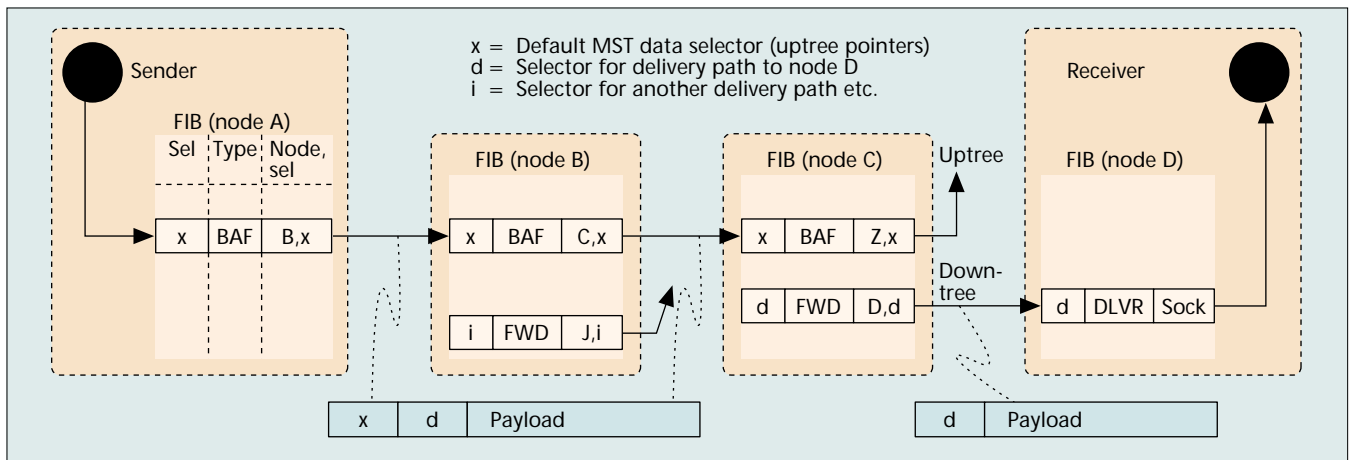 x = Default MST data selector (uptree pointers)
d = Selector for delivery path to node D
i = Selector for another delivery path etc.
Sender
Receiver
FIB (node A)
Sel Type Node,
sel
x BAF B,x
FIB (node B)
x BAF C,x
i FWD J,i
FIB (node C)
x BAF Z,x
d FWD D,d
Uptree
Down-
tree
FIB (node D)
d DLVR Sock
x d Payload
d Payload